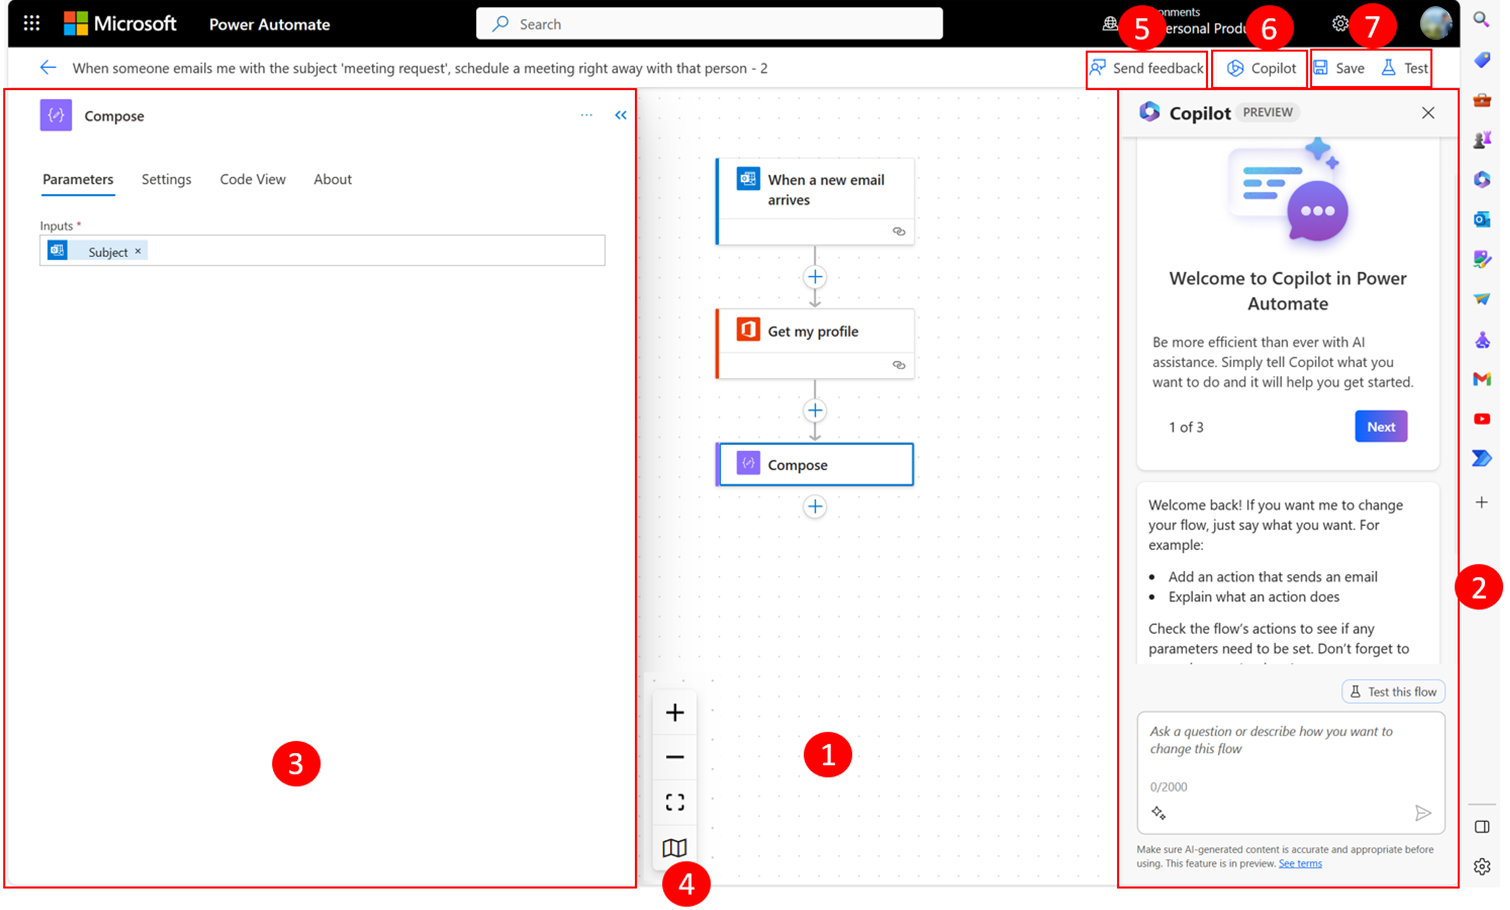 Microsoft
Power Automate
Search
5
6
7
When someone emails me with the subject 'meeting request', schedule a meeting right away with that person - 2
Send feedback
Copilot
Save
Test
Compose
Parameters
Settings
Code View
About
Inputs *
Subject ×
3
When a new email
arrives
Get my profile
Compose
1
4
Copilot PREVIEW
Welcome to Copilot in Power
Automate
Be more efficient than ever with AI
assistance. Simply tell Copilot what you
want to do and it will help you get started.
1 of 3
Next
Welcome back! If you want me to change
your flow, just say what you want. For
example:
• Add an action that sends an email
• Explain what an action does
Check the flow's actions to see if any
parameters need to be set. Don't forget to
Test this flow
Ask a question or describe how you want to
change this flow
0/2000
Make sure AI-generated content is accurate and appropriate before
using. This feature is in preview. See terms
2